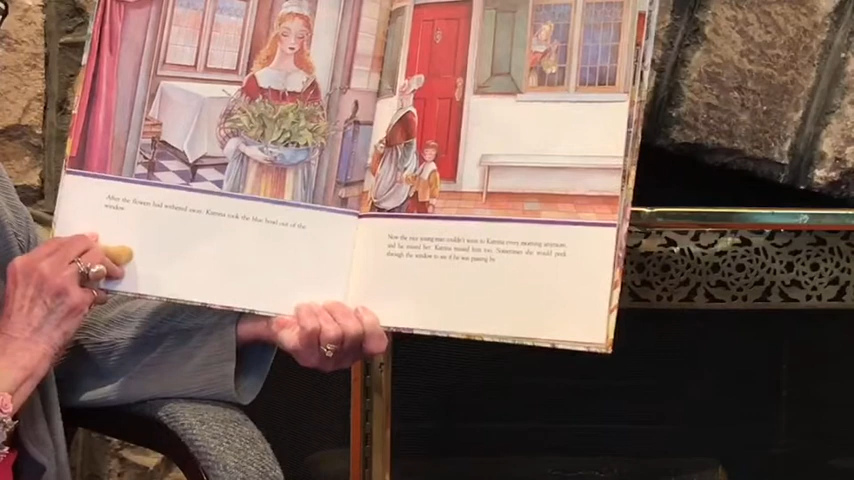 After the flowers had withered away, Katrina took the blue bowl out of the
window.
Now the nice young man couldn't wave to Katrina every morning anymore,
and he missed her. Katrina missed him, too. Sometimes she would peek
through the window to see if he was passing by.